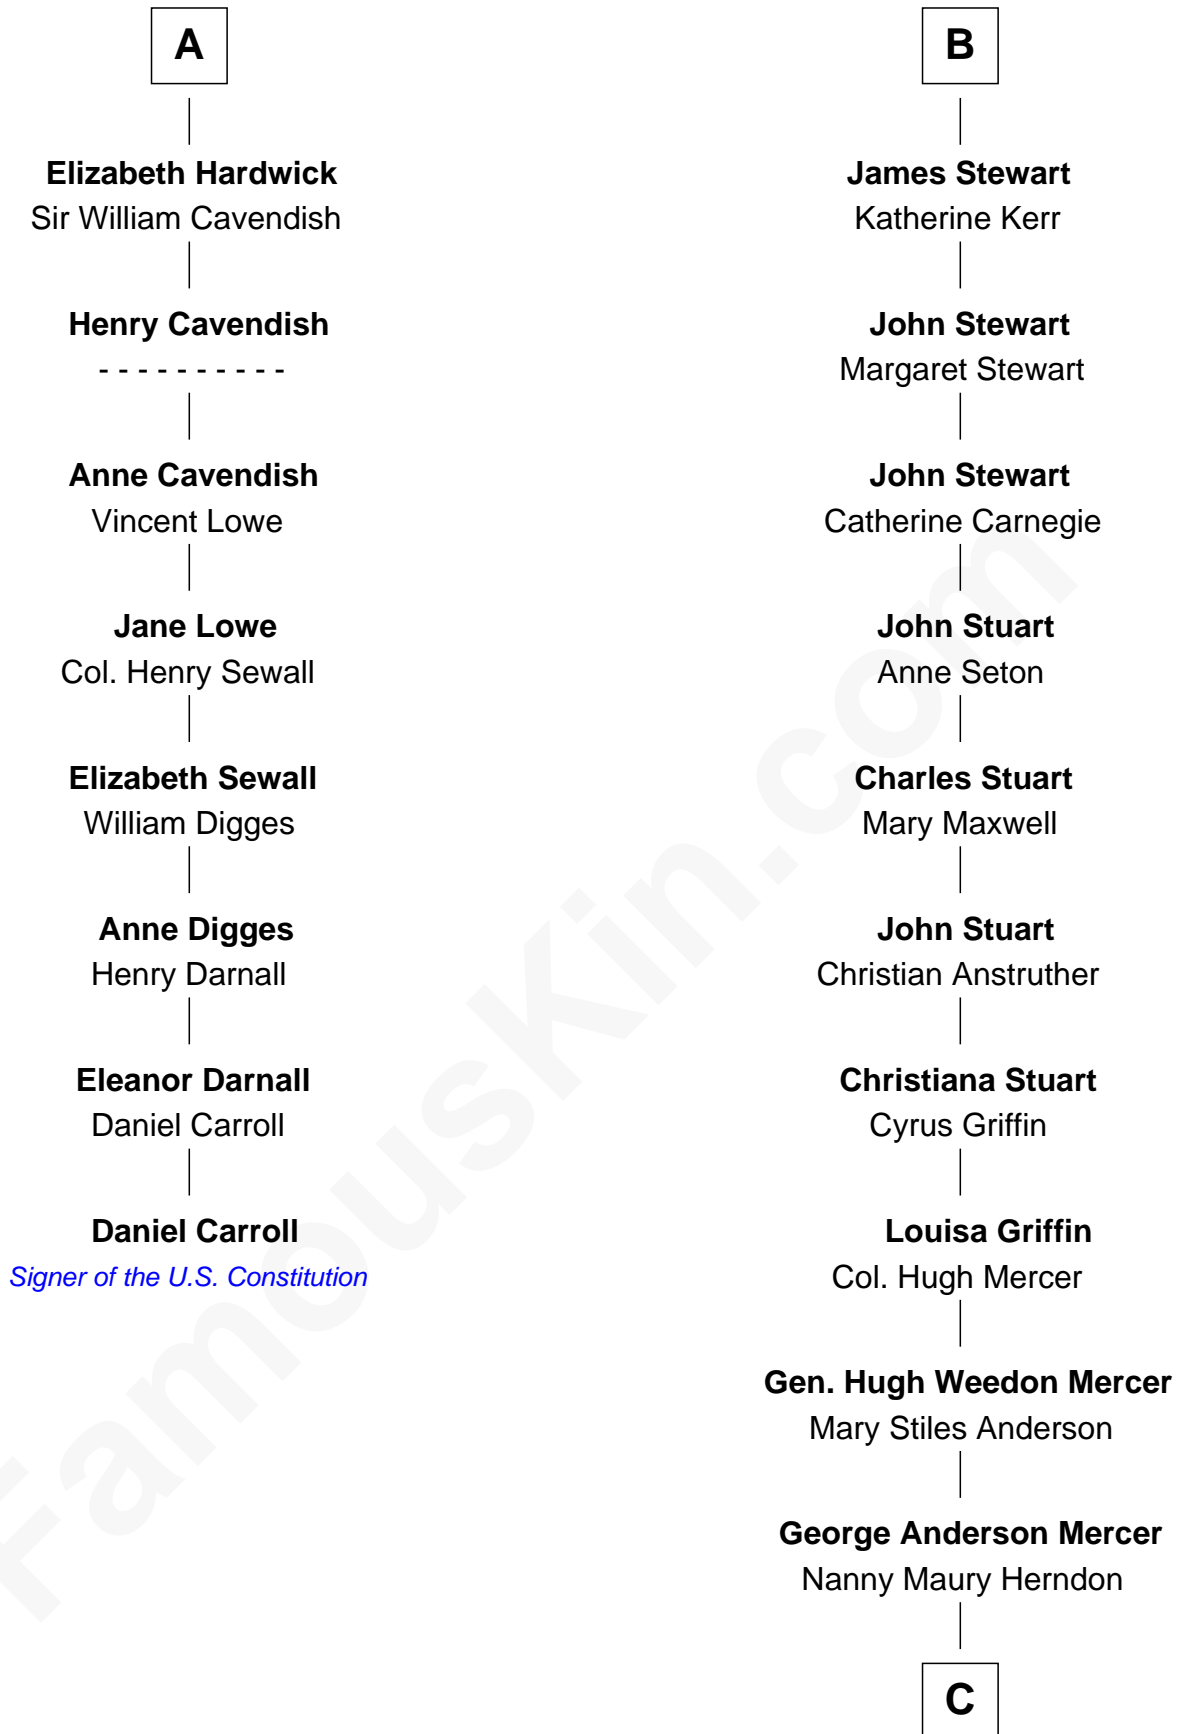 A
Elizabeth Hardwick
Sir William Cavendish
Henry Cavendish
- - - - - - - - - -
Anne Cavendish
Vincent Lowe
Jane Lowe
Col. Henry Sewall
Elizabeth Sewall
William Digges
Anne Digges
Henry Darnall
Eleanor Darnall
Daniel Carroll
Daniel Carroll
Signer of the U.S. Constitution
B
James Stewart
Katherine Kerr
John Stewart
Margaret Stewart
John Stewart
Catherine Carnegie
John Stuart
Anne Seton
Charles Stuart
Mary Maxwell
John Stuart
Christian Anstruther
Christiana Stuart
Cyrus Griffin
Louisa Griffin
Col. Hugh Mercer
Gen. Hugh Weedon Mercer
Mary Stiles Anderson
George Anderson Mercer
Nanny Maury Herndon
C
FamousKin.com